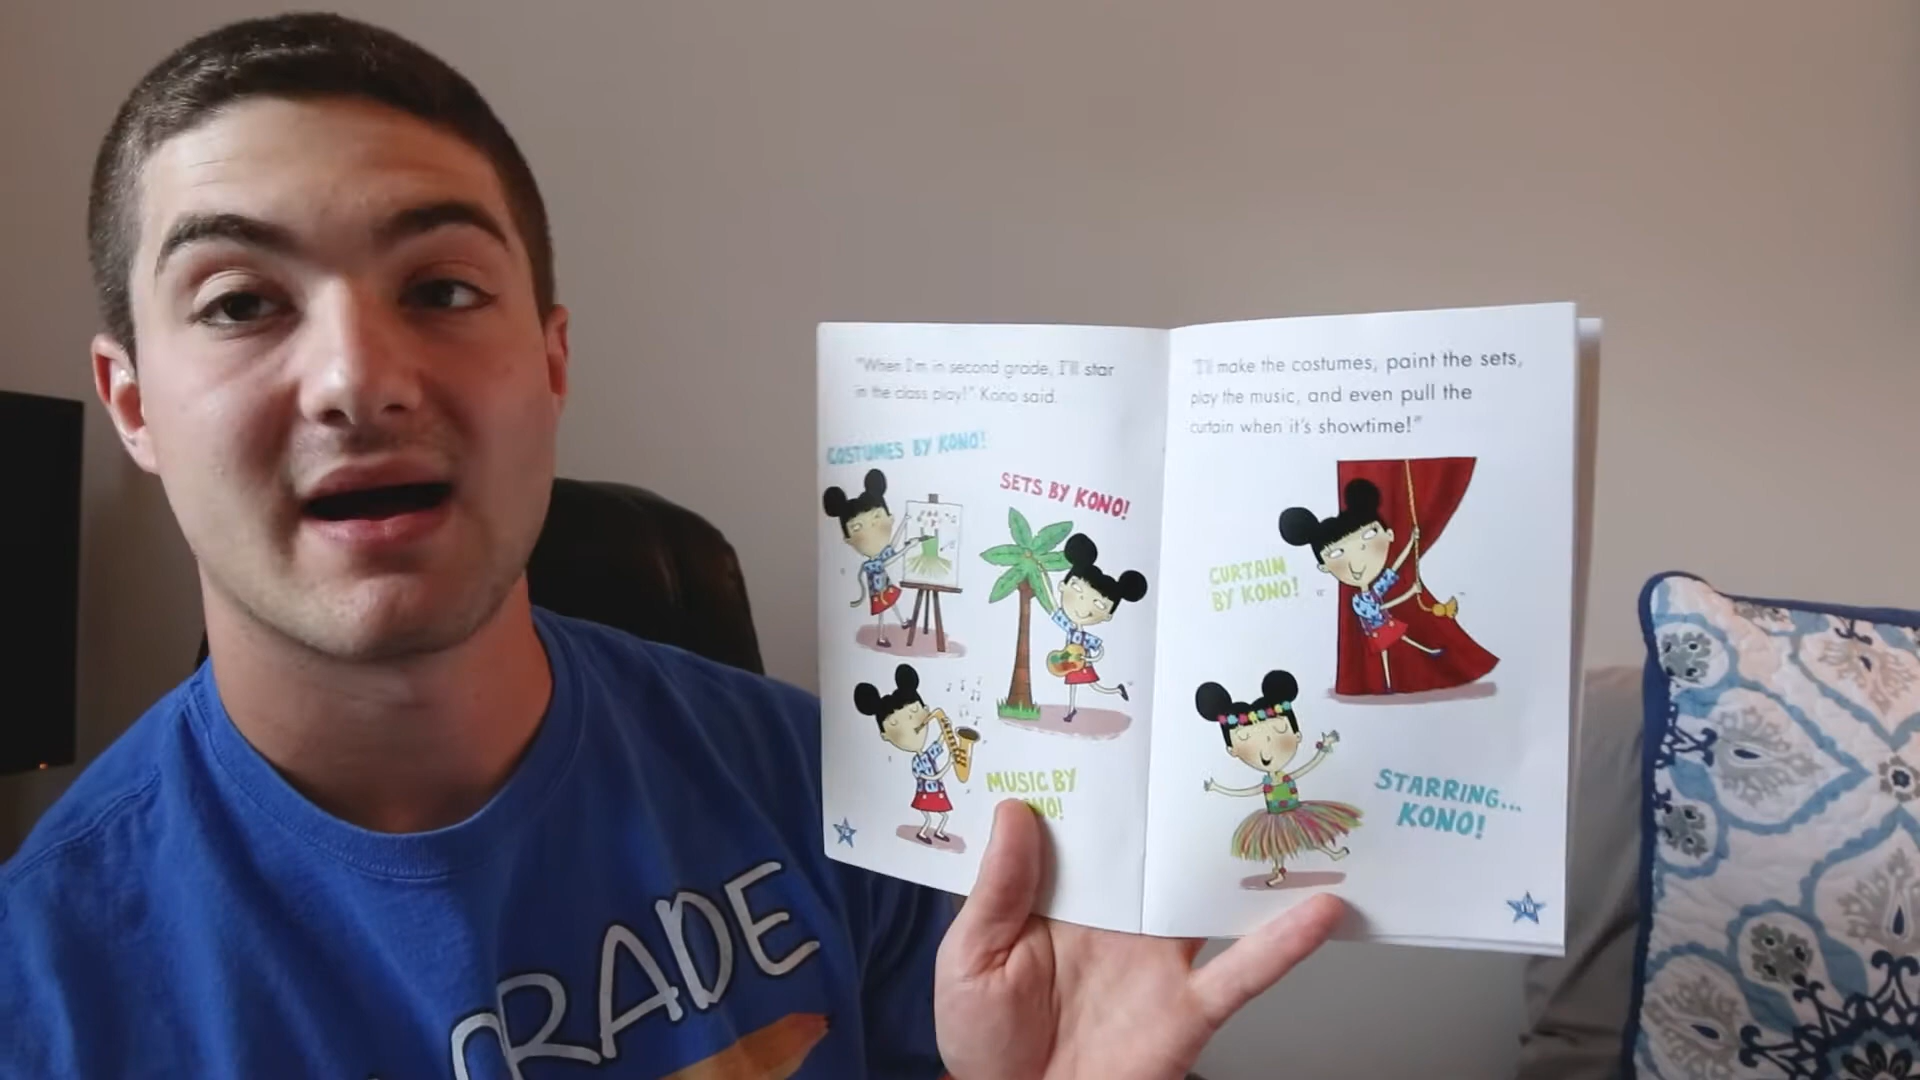 "When I'm in second grade, I'll star
in the class play!" Kono said.
COSTUMES BY KONO!
SETS BY KONO!
MUSIC BY
NO!
"I'll make the costumes, paint the sets,
play the music, and even pull the
curtain when it's showtime!"
CURTAIN
BY KONO!
STARRING...
KONO!
GRADE